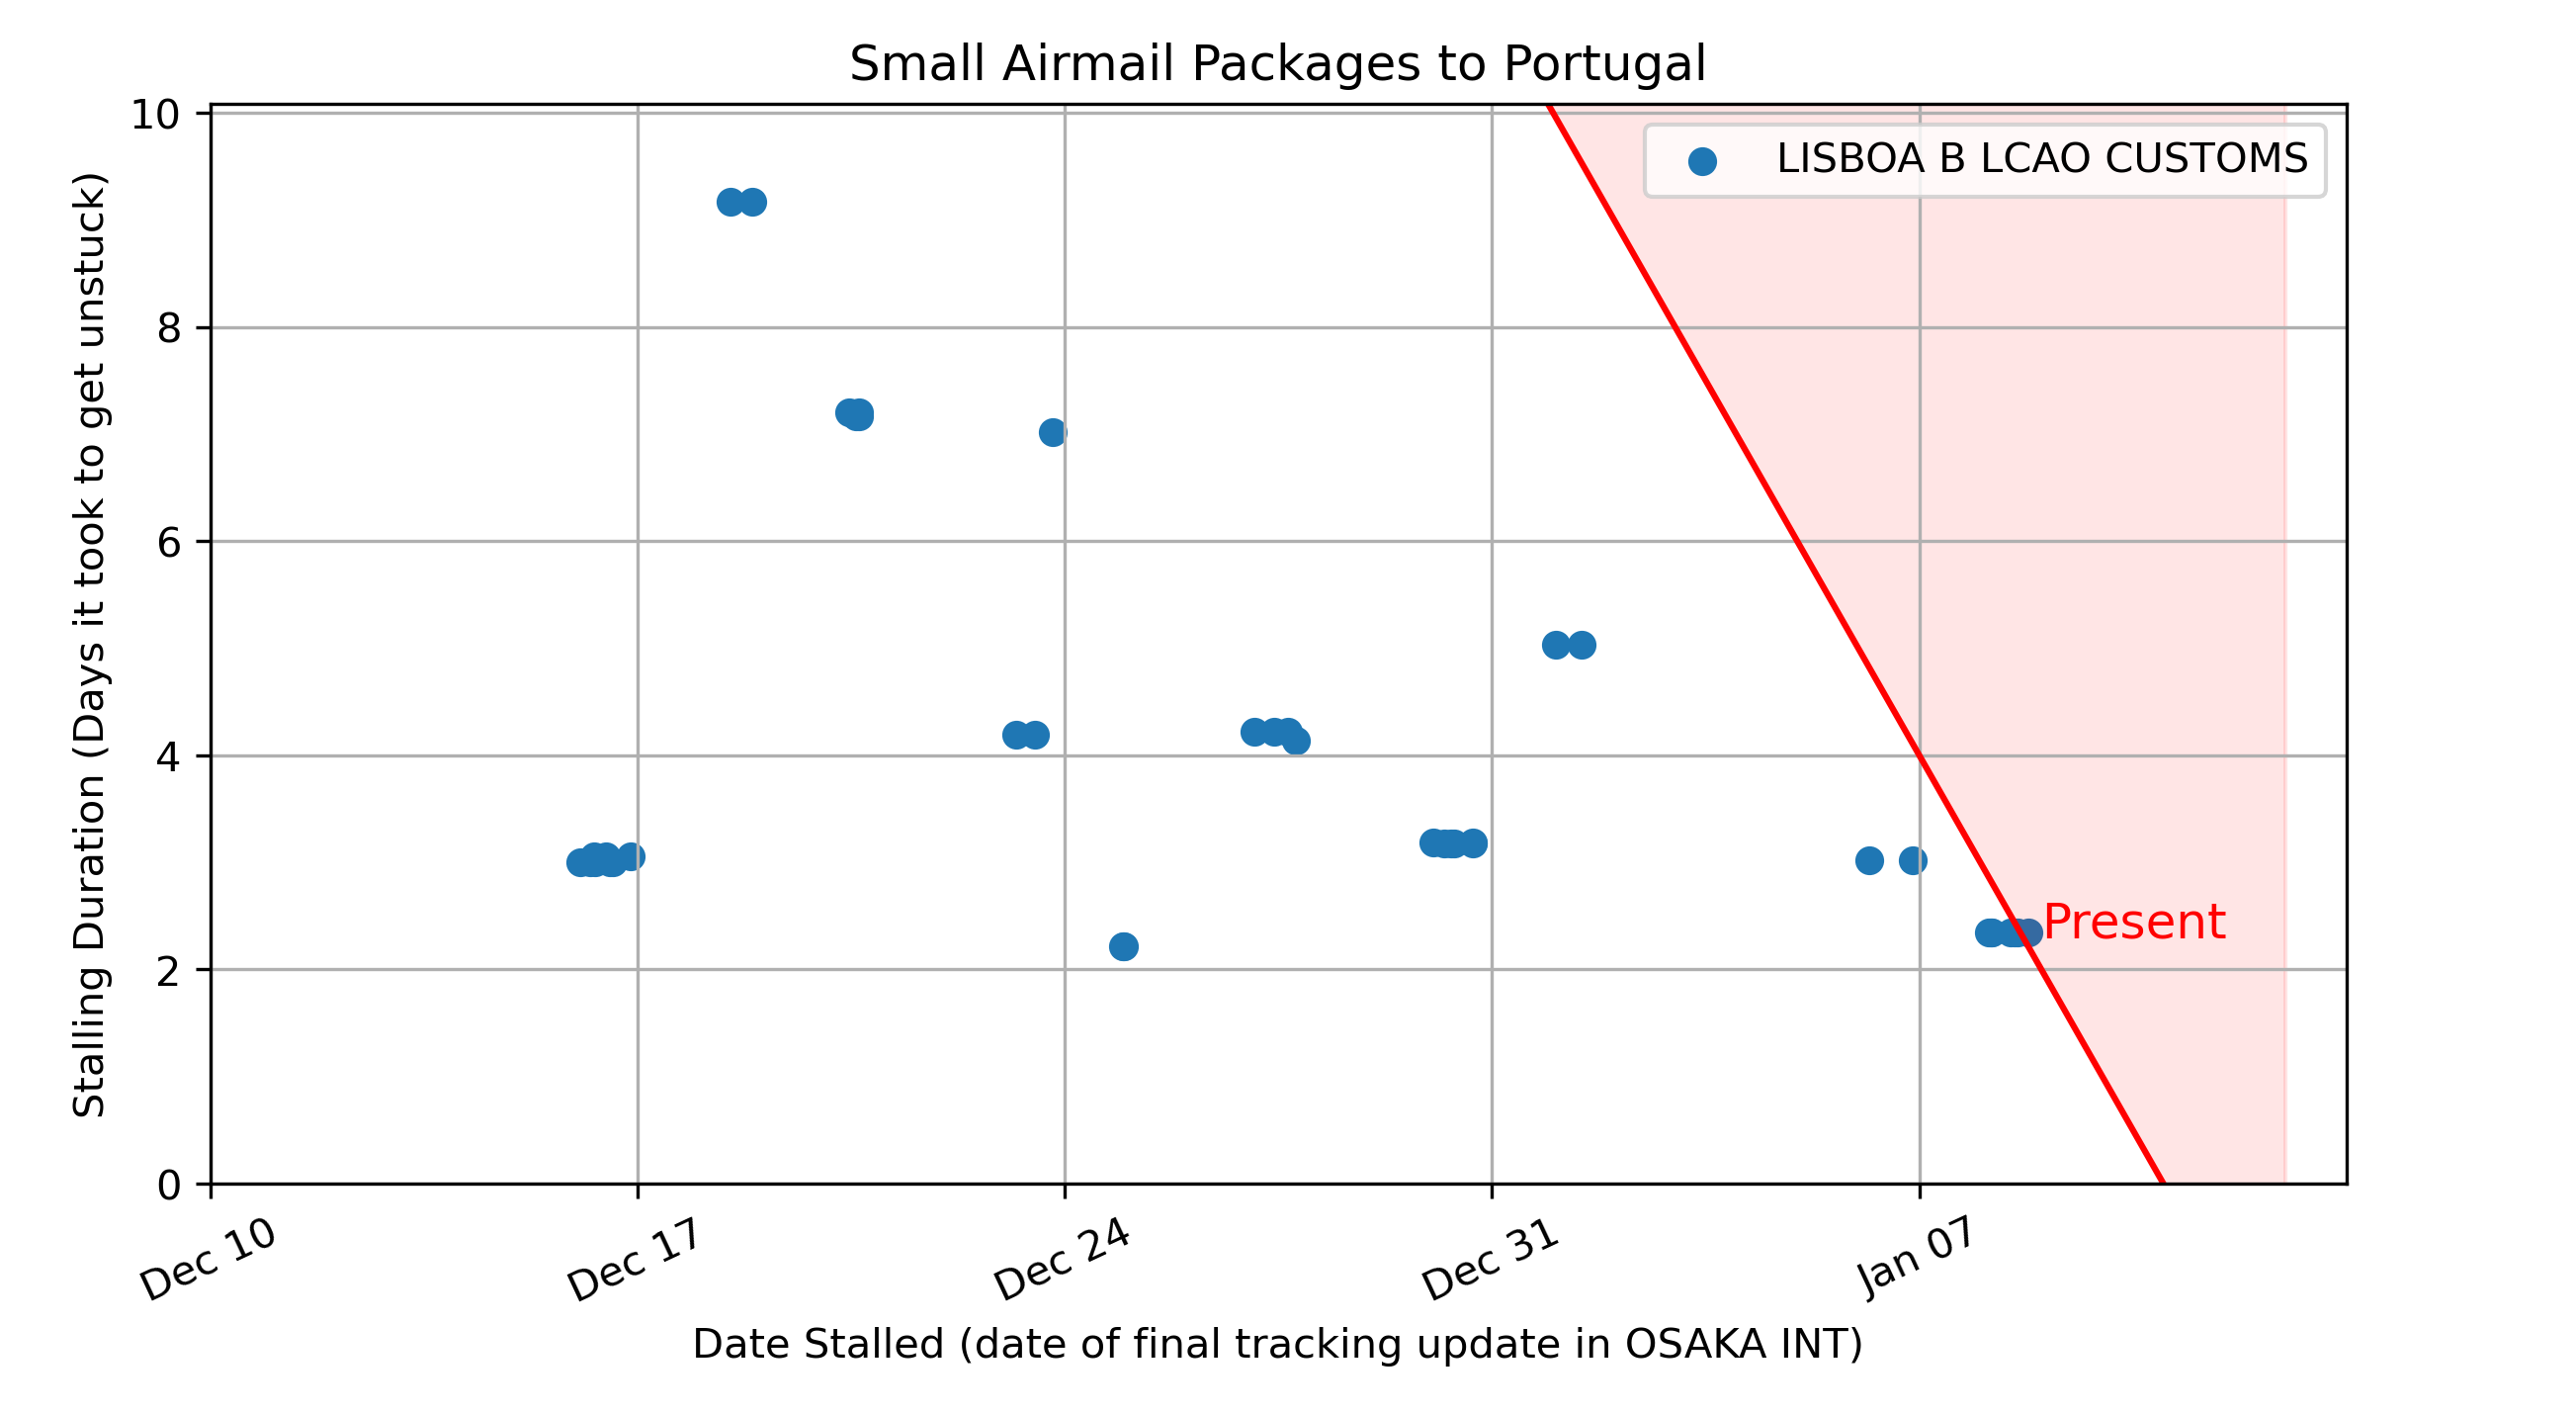 Small Airmail Packages to Portugal
Stalling Duration (Days it took to get unstuck)
10
8
6
4
2
0
LISBOA B LCAO CUSTOMS
Present
Dec 10
Dec 17
Dec 24
Dec 31
Jan 07
Date Stalled (date of final tracking update in OSAKA INT)